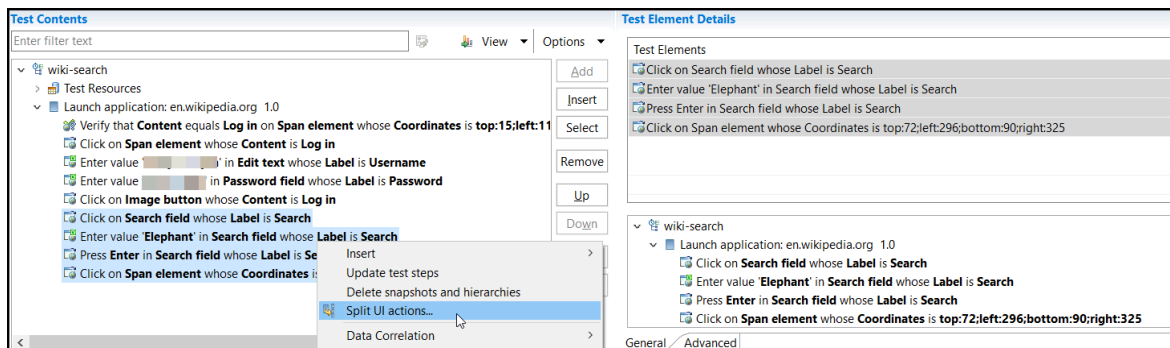 Test Contents
Enter filter text
View
Options
wiki-search
Test Resources
Launch application: en.wikipedia.org 1.0
Verify that Content equals Log in on Span element whose Coordinates is top:15;left:11
Click on Span element whose Content is Log in
Enter value ' ' in Edit text whose Label is Username
Enter value ' ' in Password field whose Label is Password
Click on Image button whose Content is Log in
Click on Search field whose Label is Search
Enter value 'Elephant' in Search field whose Label is Search
Press Enter in Search field whose Label is Se
Click on Span element whose Coordinates is
Add
Insert
Select
Remove
Up
Down
Insert
Update test steps
Delete snapshots and hierarchies
Split UI actions...
Data Correlation
Test Element Details
Test Elements
Click on Search field whose Label is Search
Enter value 'Elephant' in Search field whose Label is Search
Press Enter in Search field whose Label is Search
Click on Span element whose Coordinates is top:72;left:296;bottom:90;right:325
wiki-search
Launch application: en.wikipedia.org 1.0
Click on Search field whose Label is Search
Enter value 'Elephant' in Search field whose Label is Search
Press Enter in Search field whose Label is Search
Click on Span element whose Coordinates is top:72;left:296;bottom:90;right:325
General
Advanced